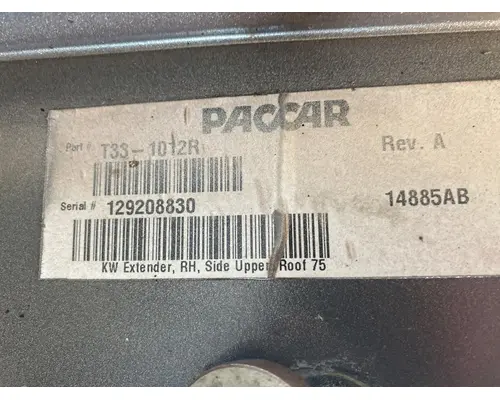 PACCAR
Part # T33-1012R Rev. A
Serial # 129208830 14885AB
KW Extender, RH, Side Upper, Roof 75